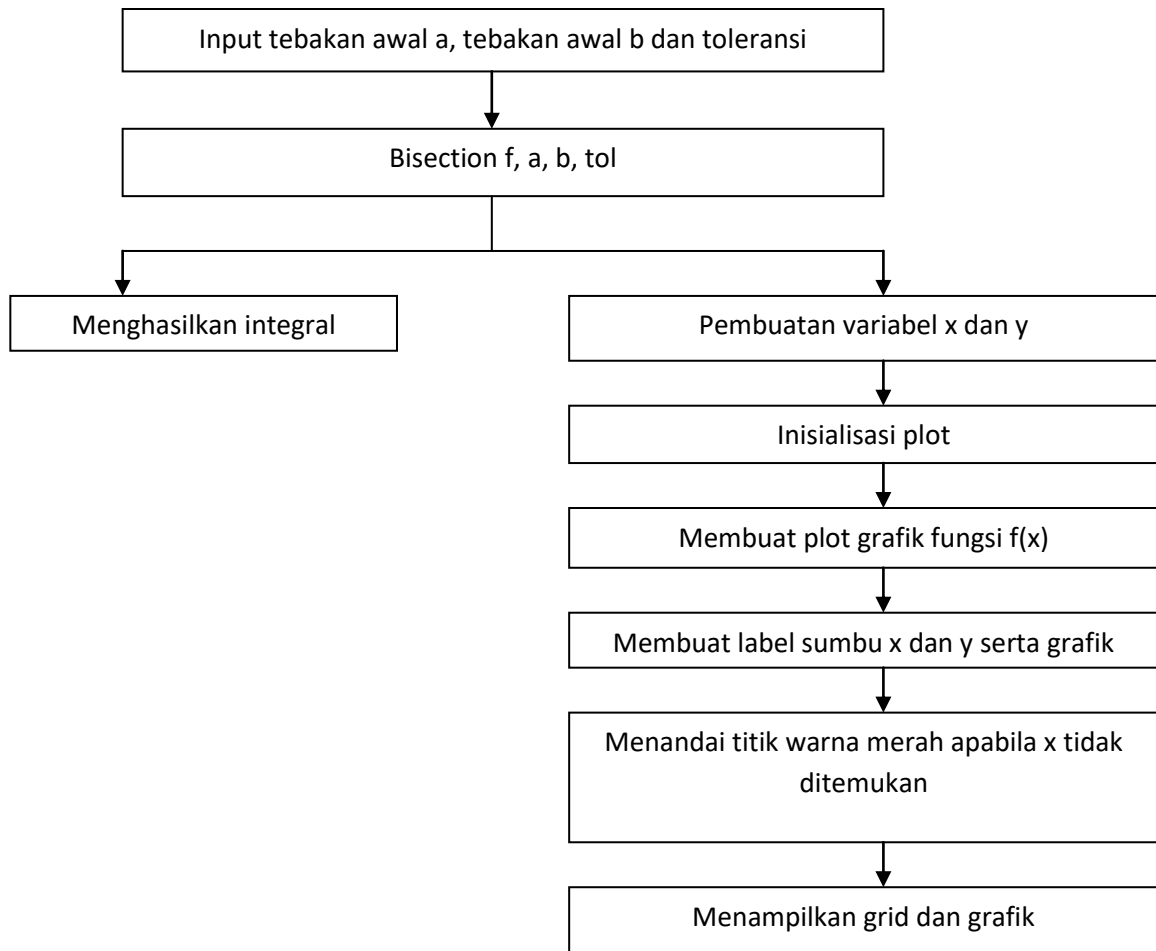 Input tebakan awal a, tebakan awal b dan toleransi
Bisection f, a, b, tol
Menghasilkan integral
Pembuatan variabel x dan y
Inisialisasi plot
Membuat plot grafik fungsi f(x)
Membuat label sumbu x dan y serta grafik
Menandai titik warna merah apabila x tidak
ditemukan
Menampilkan grid dan grafik